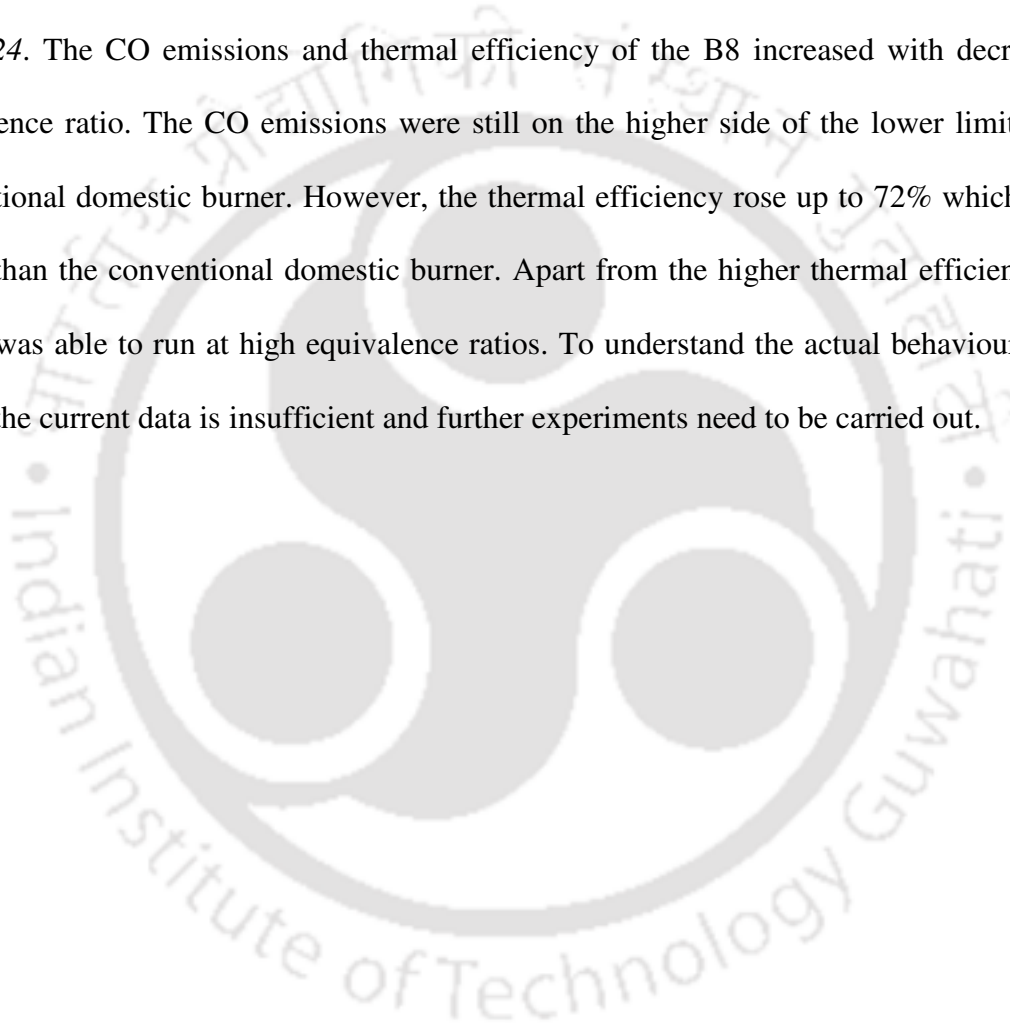 24. The CO emissions and thermal efficiency of the B8 increased with decr
ence ratio. The CO emissions were still on the higher side of the lower limit
tional domestic burner. However, the thermal efficiency rose up to 72% which
than the conventional domestic burner. Apart from the higher thermal efficien
was able to run at high equivalence ratios. To understand the actual behaviour
the current data is insufficient and further experiments need to be carried out.
Indian Institute of Technology Guwahati